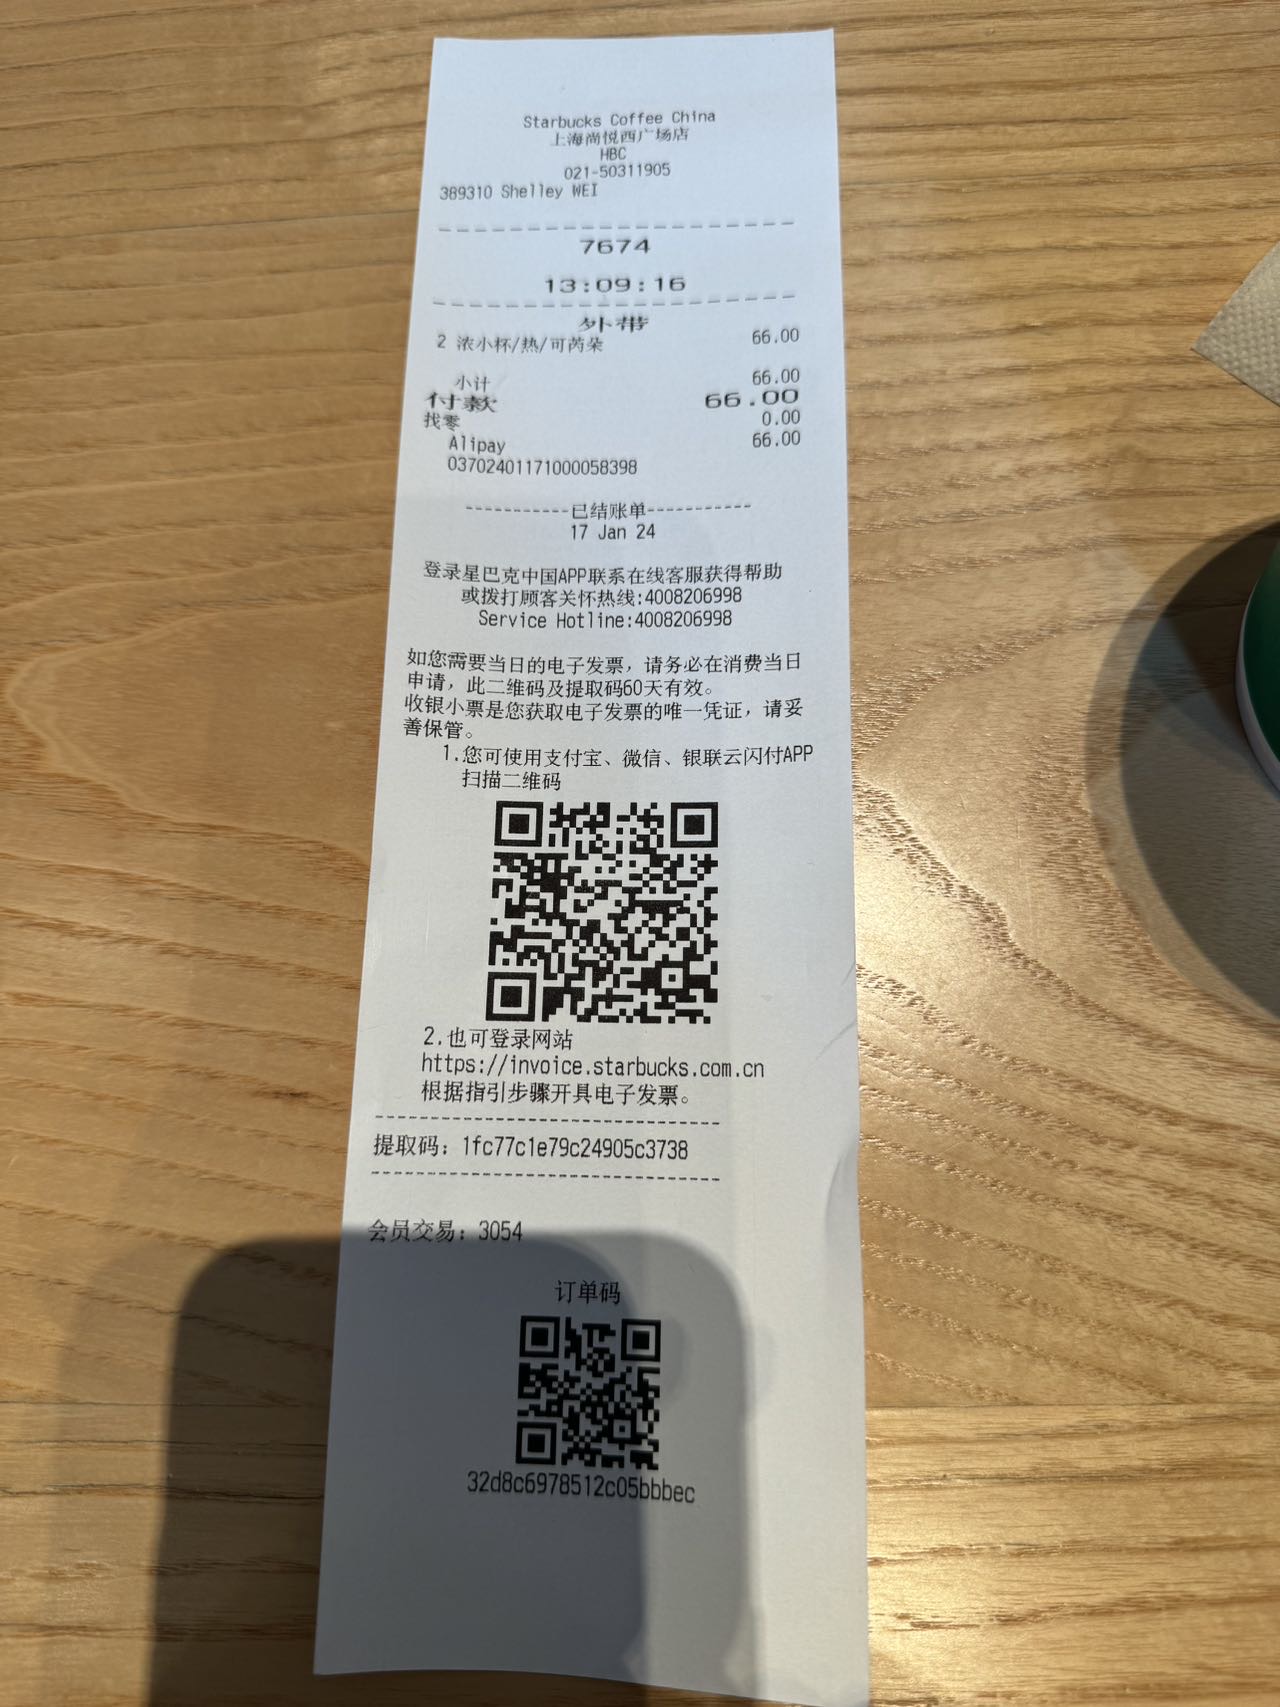 Starbucks Coffee China
上海尚悦西广场店
HBC
021-50311905
389310 Shelley WEI
7674
13:09:16
外带
2 浓小杯/热/可芮朵 66.00
小计 66.00
付款 66.00
找零 0.00
Alipay 66.00
03702401171000058398
-----------已结账单-----------
17 Jan 24
登录星巴克中国APP联系在线客服获得帮助
或拨打顾客关怀热线:4008206998
Service Hotline:4008206998
如您需要当日的电子发票，请务必在消费当日
申请，此二维码及提取码60天有效。
收银小票是您获取电子发票的唯一凭证，请妥
善保管。
1.您可使用支付宝、微信、银联云闪付APP
扫描二维码
2.也可登录网站
https://invoice.starbucks.com.cn
根据指引步骤开具电子发票。
提取码：1fc77c1e79c24905c3738
会员交易：3054
订单码
32d8c6978512c05bbbec